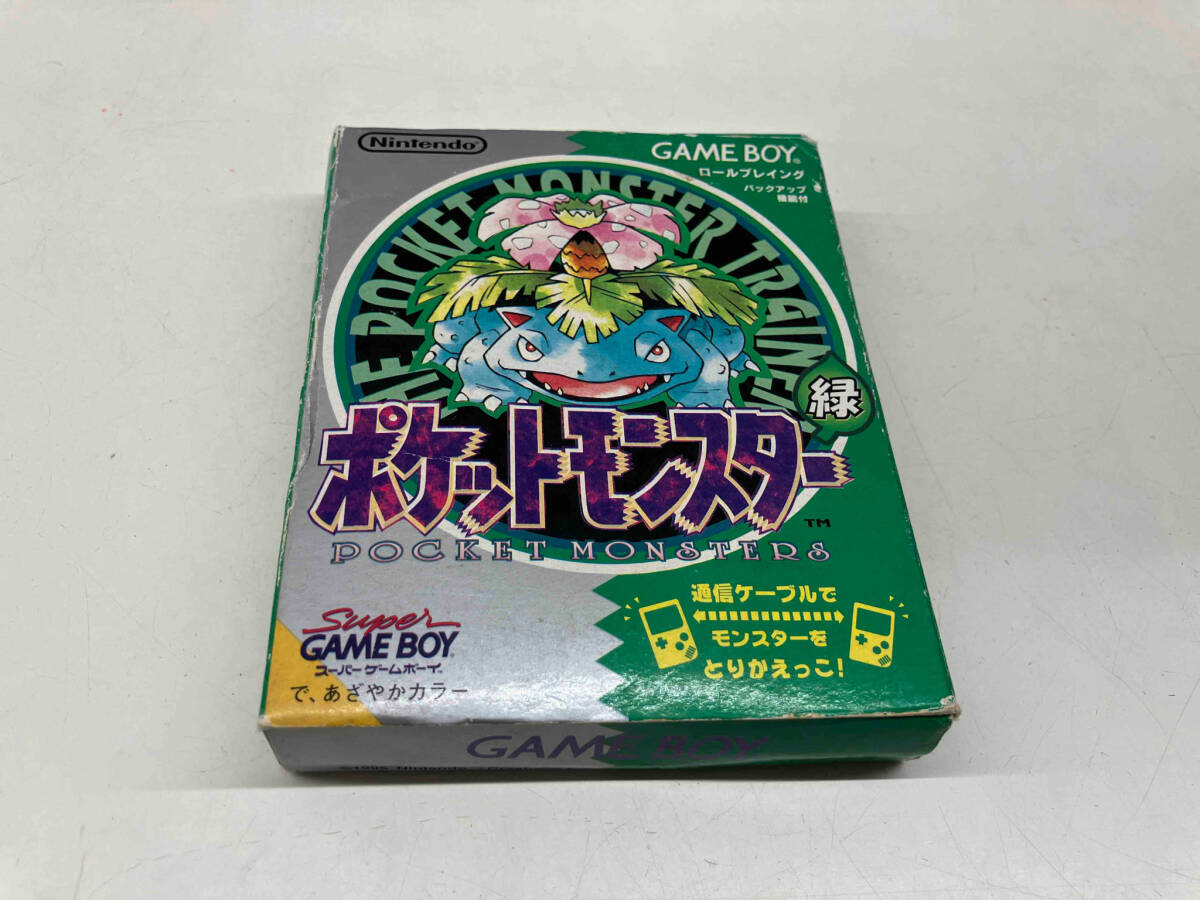 Nintendo
GAME BOY
ロールプレイング
バックアップ
機能付
POCKET MONSTER
緑
ポケットモンスター
TM
POCKET MONSTERS
通信ケーブルで
モンスターを
とりかえっこ!
Super
GAME BOY
スーパーゲームボーイ
で、あざやかカラー
GAME BOY
Nintendo